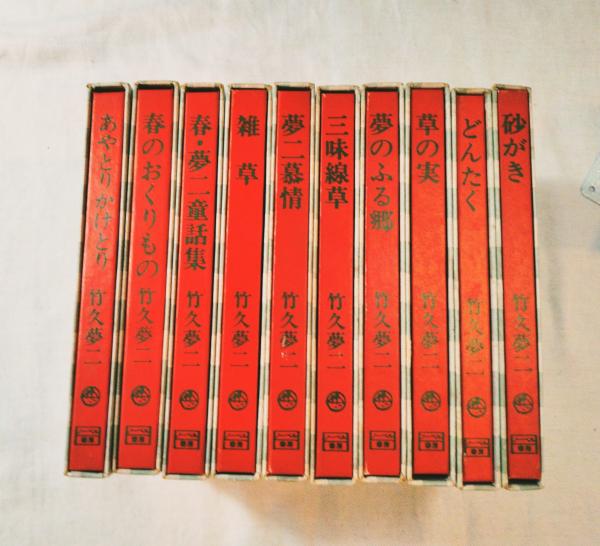 あやとりかけとり
竹久夢二
春のおくりもの
竹久夢二
春・夢二童話集
竹久夢二
雑草
竹久夢二
夢二慕情
竹久夢二
三味線草
竹久夢二
夢のふる郷
竹久夢二
草の実
竹久夢二
どんたく
竹久夢二
砂がき
竹久夢二